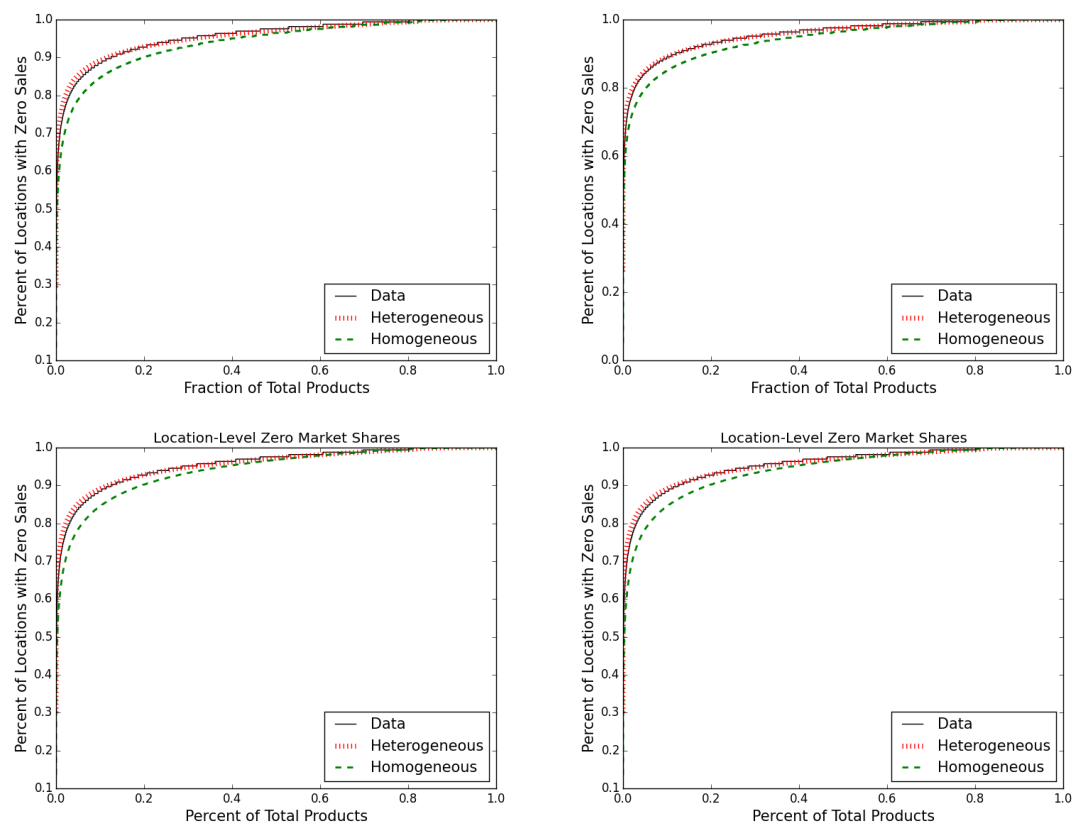 1.0
0.9
0.8
0.7
0.6
0.5
0.4
0.3
0.2
0.1
Percent of Locations with Zero Sales
Data
Heterogeneous
Homogeneous
0.0 0.2 0.4 0.6 0.8 1.0
Fraction of Total Products
1.0
0.8
0.6
0.4
0.2
0.0
Percent of Locations with Zero Sales
Data
Heterogeneous
Homogeneous
0.0 0.2 0.4 0.6 0.8 1.0
Fraction of Total Products
Location-Level Zero Market Shares
1.0
0.9
0.8
0.7
0.6
0.5
0.4
0.3
0.2
0.1
Percent of Locations with Zero Sales
Data
Heterogeneous
Homogeneous
0.0 0.2 0.4 0.6 0.8 1.0
Percent of Total Products
Location-Level Zero Market Shares
1.0
0.9
0.8
0.7
0.6
0.5
0.4
0.3
0.2
0.1
Percent of Locations with Zero Sales
Data
Heterogeneous
Homogeneous
0.0 0.2 0.4 0.6 0.8 1.0
Percent of Total Products